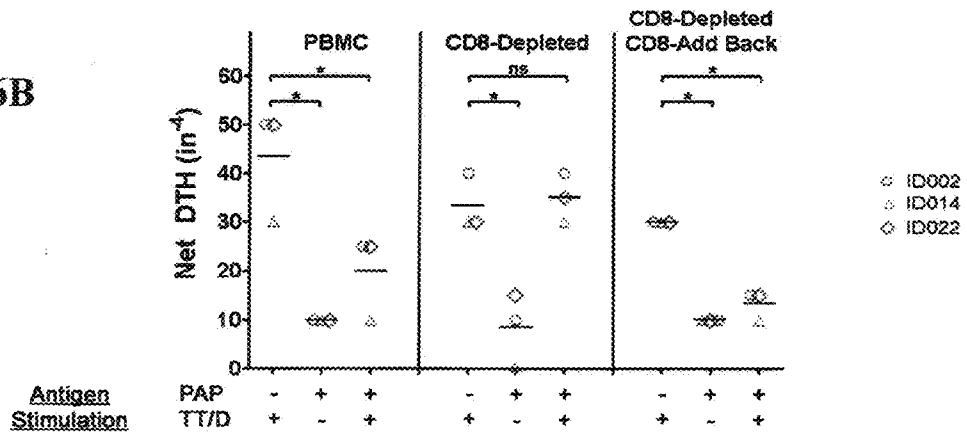 6B
PBMC
CD8-Depleted
CD8-Depleted
CD8-Add Back
* * ns * * *
Net DTH (in⁻⁴)
60
50
40
30
20
10
0
ID002
ID014
ID022
Antigen Stimulation
PAP - + + - + + - + +
TT/D + - + + - + + - +